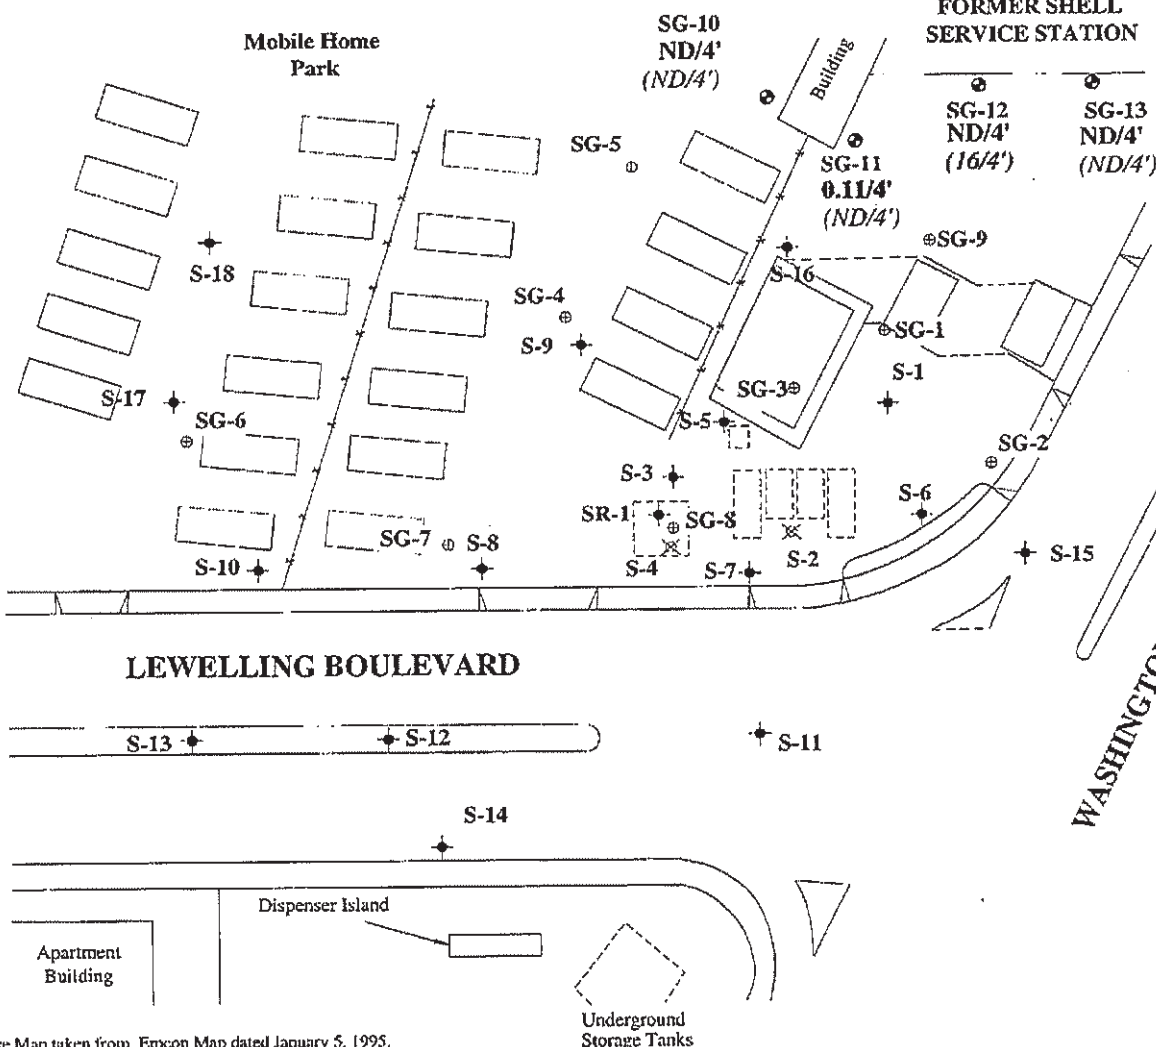 FORMER SHELL
SERVICE STATION
SG-10
ND/4'
(ND/4')
Mobile Home
Park
Building
SG-12
ND/4'
(16/4')
SG-13
ND/4'
(ND/4')
SG-5
SG-11
0.11/4'
(ND/4')
SG-9
S-18
S-16
SG-4
S-9
SG-1
S-1
SG-3
S-17
SG-6
S-5
SG-2
S-3
S-6
SR-1
SG-8
SG-7
S-8
S-2
S-15
S-10
S-4
S-7
LEWELLING BOULEVARD
S-13
S-12
S-11
WASHINGTON
S-14
Dispenser Island
Apartment
Building
Underground
Storage Tanks
Map taken from Emcon Map dated January 5, 1995.